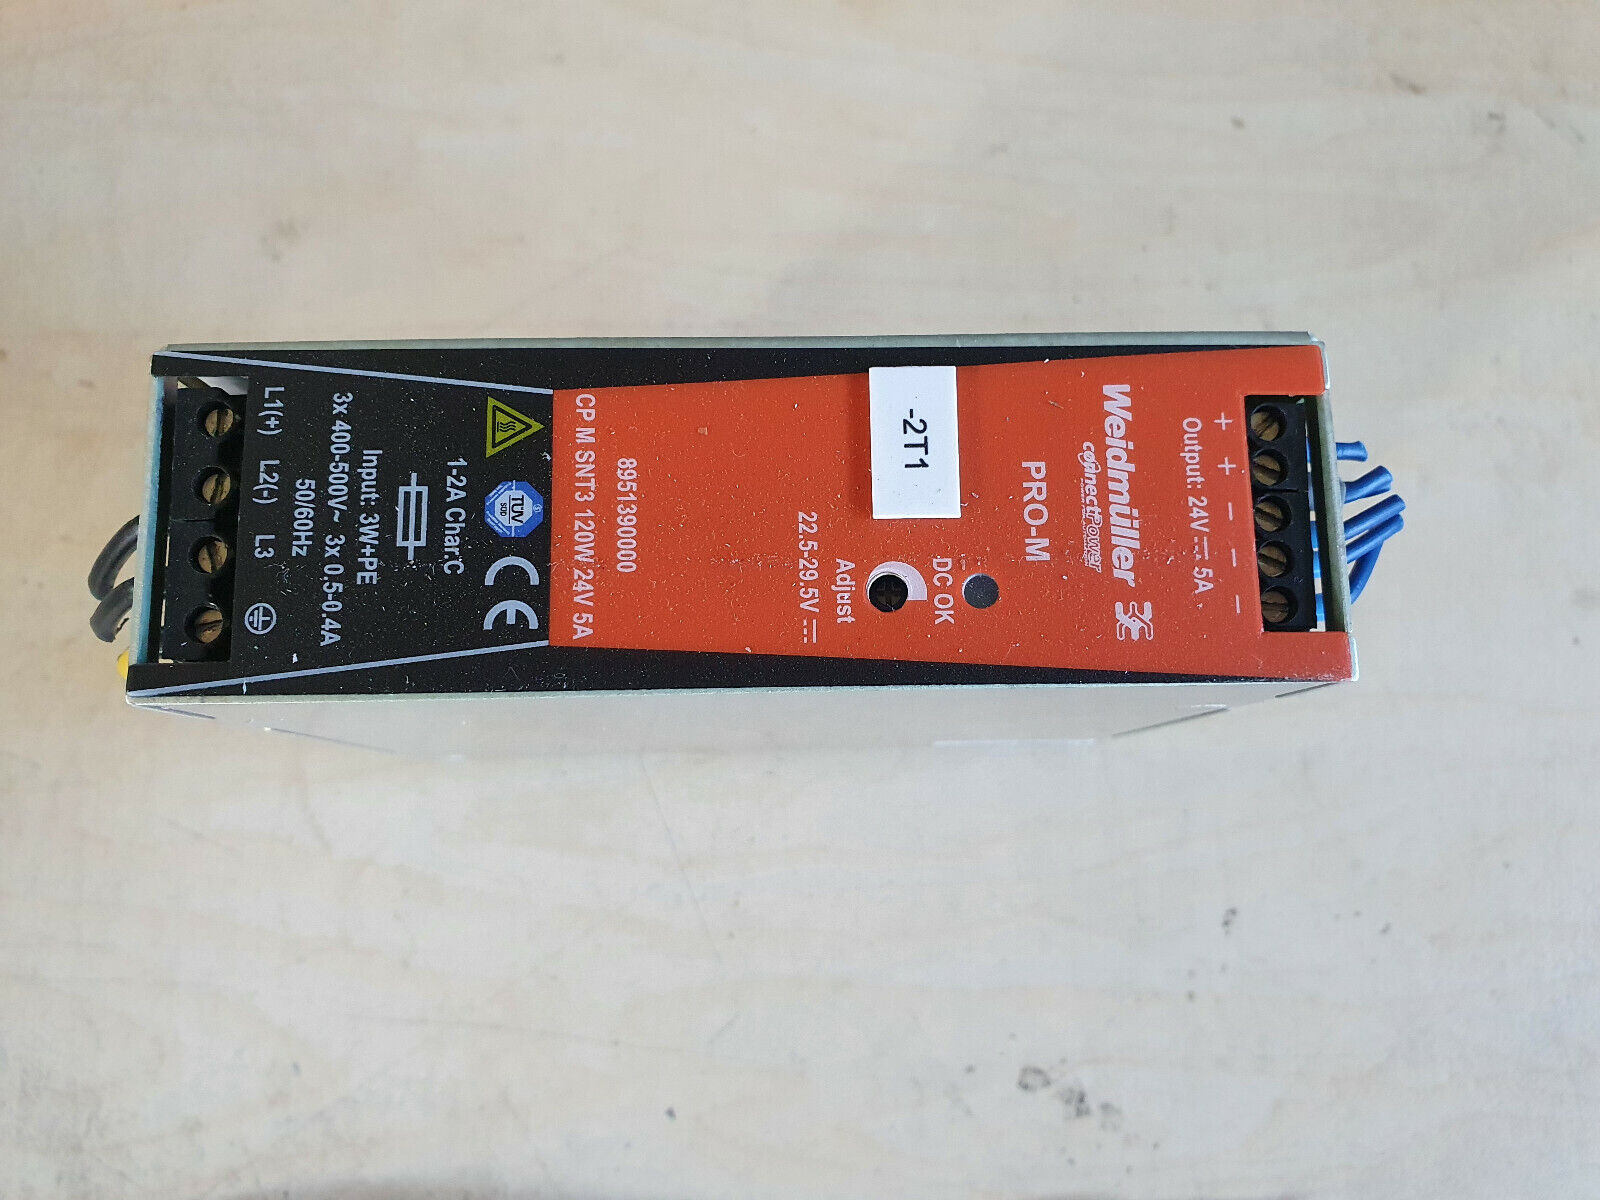 + + - - -
Output: 24V⎓ 5A
Weidmüller
connectPower
PRO-M
DC OK
Adjust
22.5-29.5V⎓
-2T1
8951390000
CP M SNT3 120W 24V 5A
TÜV
SÜD
CE
1-2A Char.C
Input: 3W+PE
3x 400-500V~ 3x 0.5-0.4A
50/60Hz
L1(+) L2(-) L3